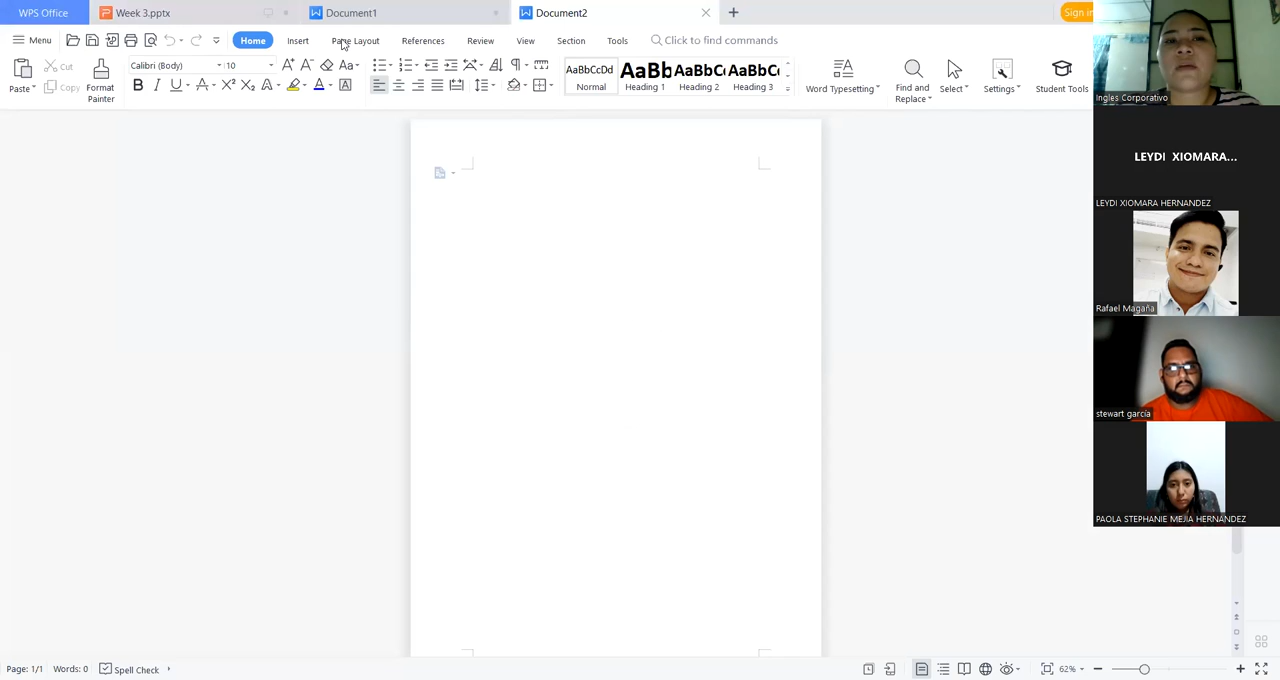 WPS Office Week 3.pptx Document1 Document2 Sign in
Menu Home Insert Page Layout References Review View Section Tools Click to find commands
Paste Cut Copy Format Painter Calibri (Body) 10 AaBbCcDd Normal AaBb Heading 1 AaBbC Heading 2 AaBbC Heading 3 Word Typesetting Find and Replace Select Settings Student Tools
Ingles Corporativo
LEYDI XIOMARA...
LEYDI XIOMARA HERNANDEZ
Rafael Magaña
stewart garcía
PAOLA STEPHANIE MEJIA HERNANDEZ
Page: 1/1 Words: 0 Spell Check 62%